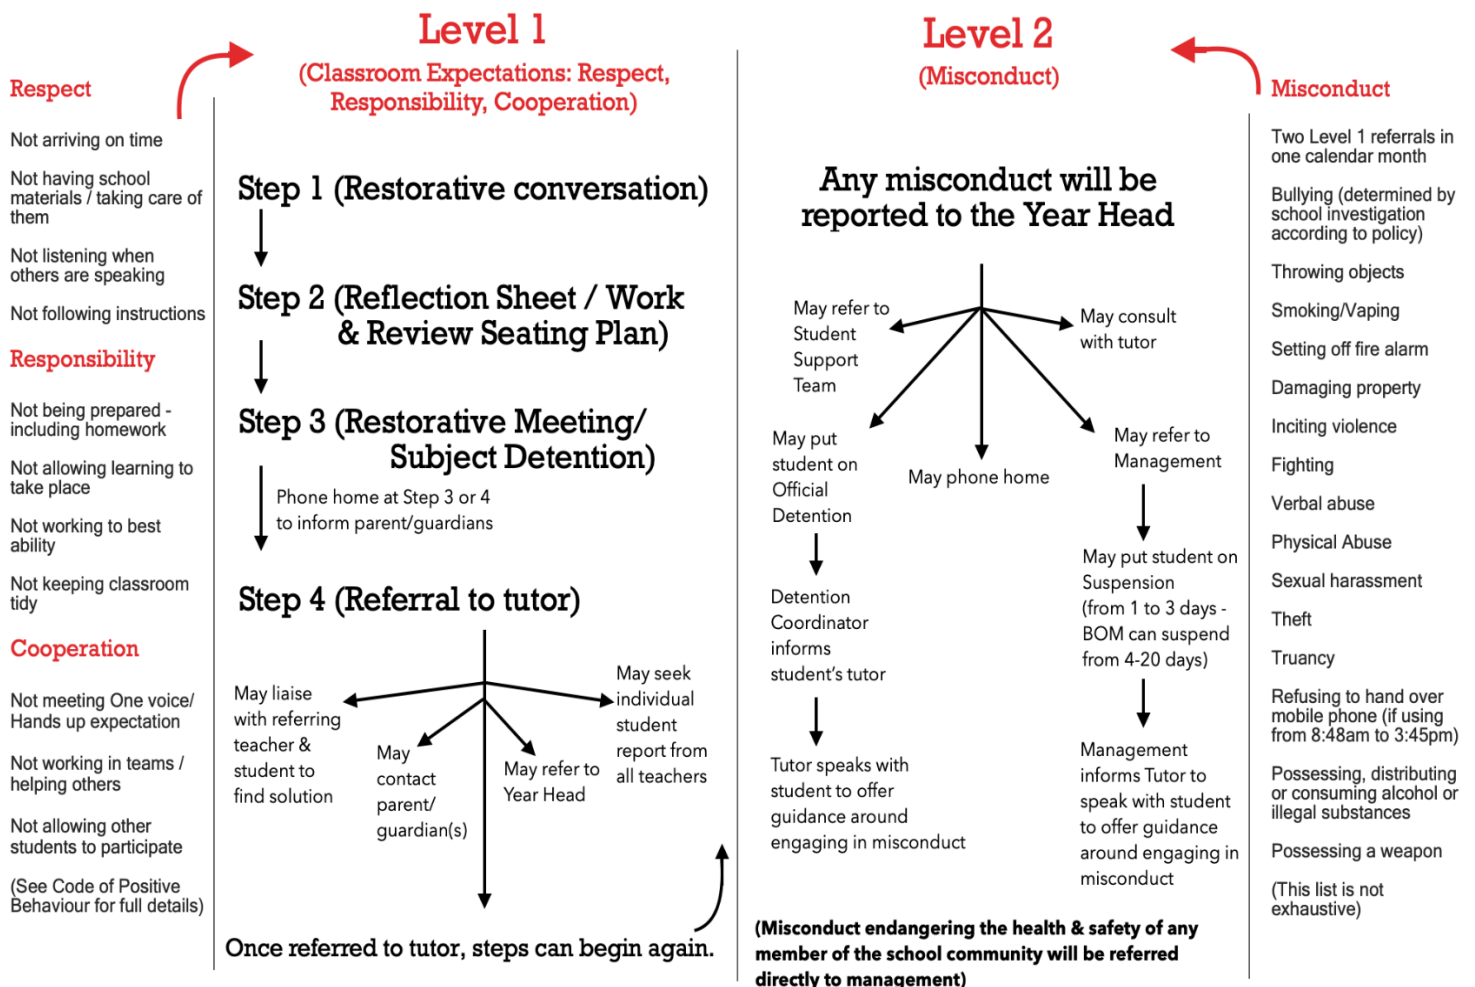 Respect
Not arriving on time
Not having school
materials / taking care of
them
Not listening when
others are speaking
Not following instructions
Responsibility
Not being prepared -
including homework
Not allowing learning to
take place
Not working to best
ability
Not keeping classroom
tidy
Cooperation
Not meeting One voice/
Hands up expectation
Not working in teams /
helping others
Not allowing other
students to participate
(See Code of Positive
Behaviour for full details)
Level 1
(Classroom Expectations: Respect,
Responsibility, Cooperation)
Step 1 (Restorative conversation)
Step 2 (Reflection Sheet / Work
& Review Seating Plan)
Step 3 (Restorative Meeting/
Subject Detention)
Phone home at Step 3 or 4
to inform parent/guardians
Step 4 (Referral to tutor)
May liaise
with referring
teacher &
student to
find solution
May
contact
parent/
guardian(s)
May refer to
Year Head
May seek
individual
student
report from
all teachers
Once referred to tutor, steps can begin again.
Level 2
(Misconduct)
Any misconduct will be
reported to the Year Head
May refer to
Student
Support
Team
May consult
with tutor
May put
student on
Official
Detention
May phone home
May refer to
Management
Detention
Coordinator
informs
student's tutor
May put student on
Suspension
(from 1 to 3 days -
BOM can suspend
from 4-20 days)
Tutor speaks with
student to offer
guidance around
engaging in misconduct
Management
informs Tutor to
speak with student
to offer guidance
around engaging in
misconduct
(Misconduct endangering the health & safety of any
member of the school community will be referred
directly to management)
Misconduct
Two Level 1 referrals in
one calendar month
Bullying (determined by
school investigation
according to policy)
Throwing objects
Smoking/Vaping
Setting off fire alarm
Damaging property
Inciting violence
Fighting
Verbal abuse
Physical Abuse
Sexual harassment
Theft
Truancy
Refusing to hand over
mobile phone (if using
from 8:48am to 3:45pm)
Possessing, distributing
or consuming alcohol or
illegal substances
Possessing a weapon
(This list is not
exhaustive)